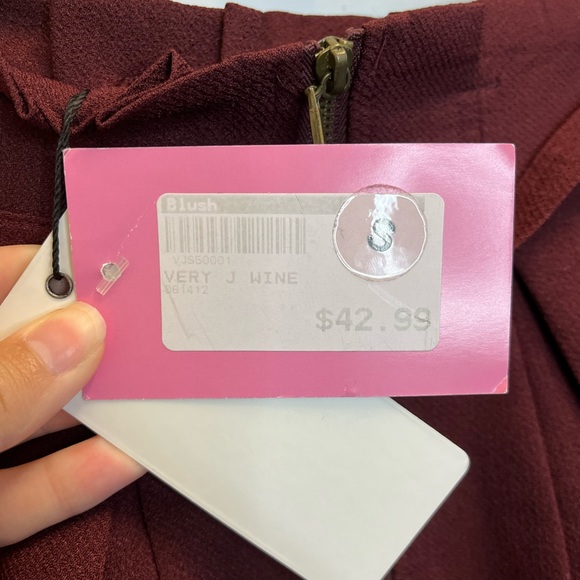 Blush
S
VJS50001
VERY J WINE
081412
$42.99